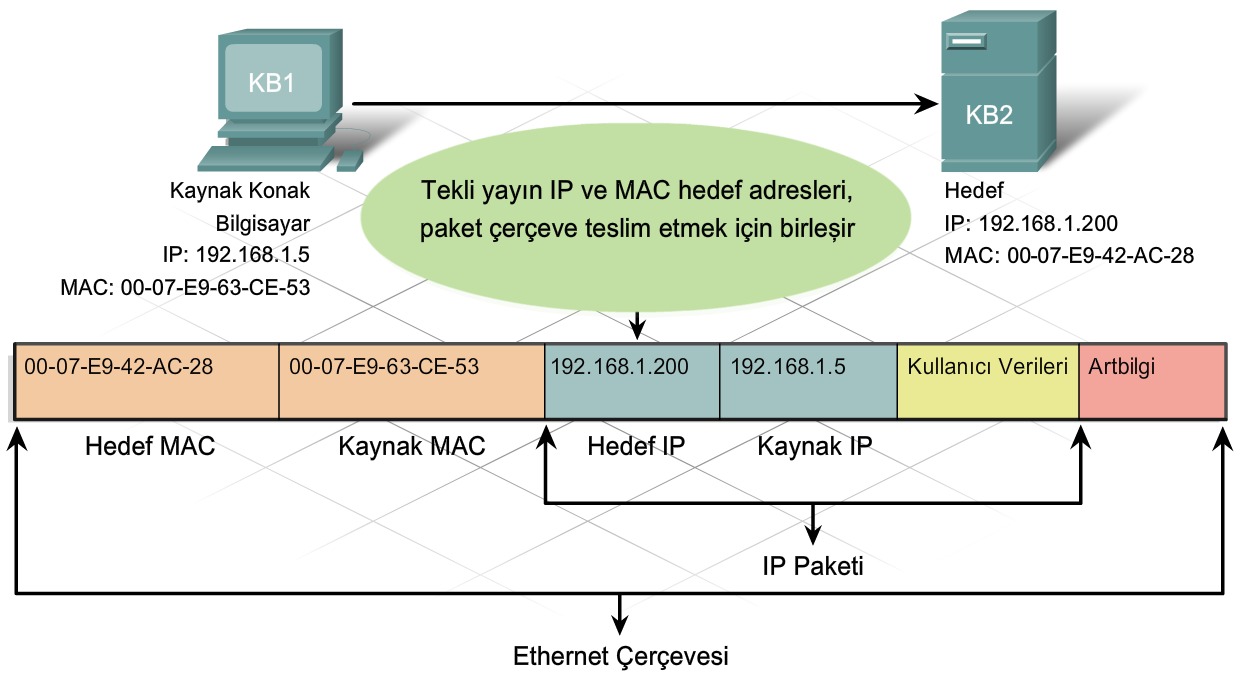 KB1
KB2
Kaynak Konak
Bilgisayar
IP: 192.168.1.5
MAC: 00-07-E9-63-CE-53
Tekli yayın IP ve MAC hedef adresleri,
paket çerçeve teslim etmek için birleşir
Hedef
IP: 192.168.1.200
MAC: 00-07-E9-42-AC-28
00-07-E9-42-AC-28
00-07-E9-63-CE-53
192.168.1.200
192.168.1.5
Kullanıcı Verileri
Artbilgi
Hedef MAC
Kaynak MAC
Hedef IP
Kaynak IP
IP Paketi
Ethernet Çerçevesi